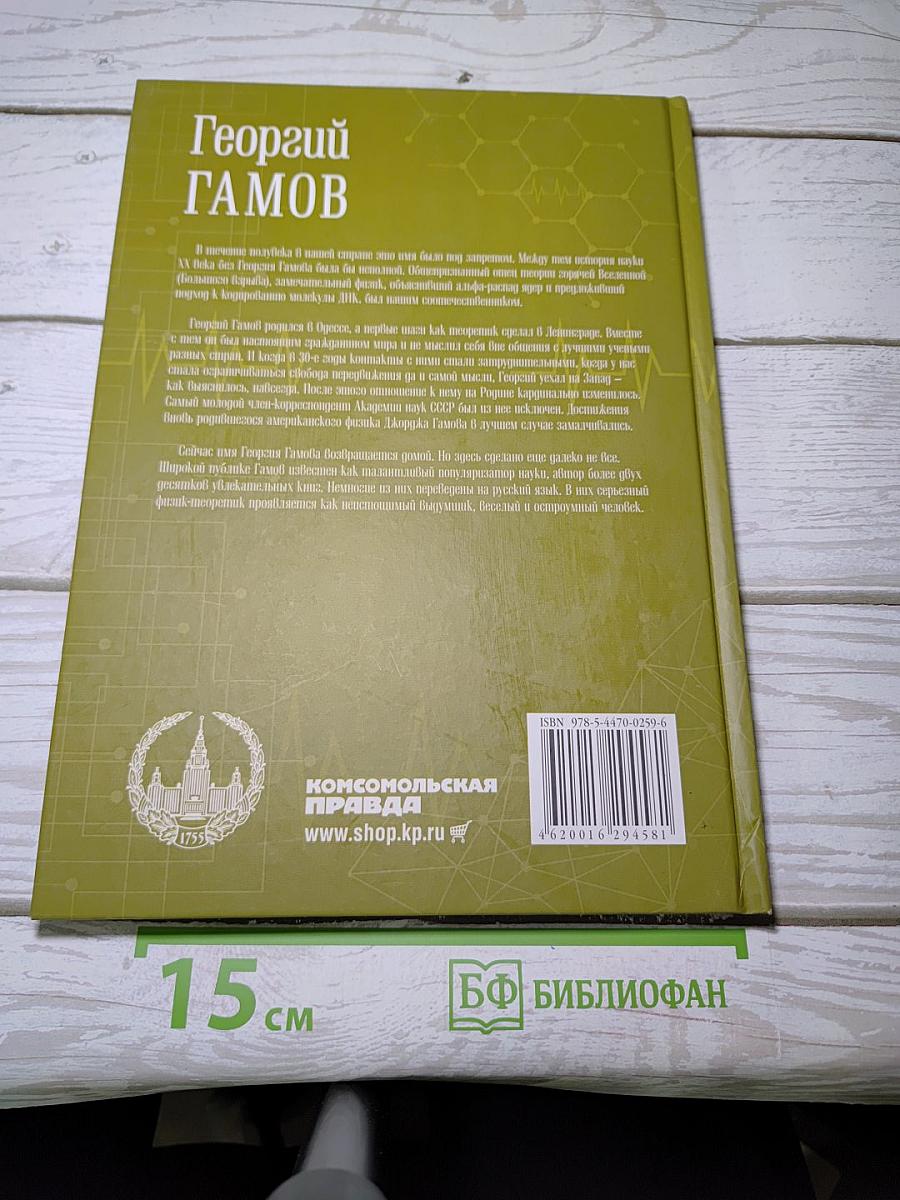 Георгий
ГАМОВ
В течение полувека в нашей стране это имя было под запретом. Между тем история науки
XX века без Георгия Гамова была бы неполной. Общепризнанный отец теории горячей Вселенной
(Большого взрыва), замечательный физик, объяснивший альфа-распад ядер и предложивший
подход к кодированию молекулы ДНК, был нашим соотечественником.
Георгий Гамов родился в Одессе, а первые шаги как теоретик сделал в Ленинграде. Вместе
с тем он был настоящим гражданином мира и не мыслил себя вне общения с лучшими учеными
разных стран. И когда в 30-е годы контакты с ними стали затруднительными, когда у нас
стала ограничиваться свобода передвижения да и самой мысли, Георгий уехал на Запад –
как выяснилось, навсегда. После этого отношение к нему на Родине кардинально изменилось.
Самый молодой член-корреспондент Академии наук СССР был из нее исключен. Достижения
вновь родившегося американского физика Джорджа Гамова в лучшем случае замалчивались.
Сейчас имя Георгия Гамова возвращается домой. Но здесь сделано еще далеко не все.
Широкой публике Гамов известен как талантливый популяризатор науки, автор более двух
десятков увлекательных книг. Немногие из них переведены на русский язык. В них серьезный
физик-теоретик проявляется как неистощимый выдумщик, веселый и остроумный человек.
1755
КОМСОМОЛЬСКАЯ
ПРАВДА
www.shop.kp.ru
ISBN 978-5-4470-0259-6
4 620016 294581
15 см
БФ БИБЛИОФАН